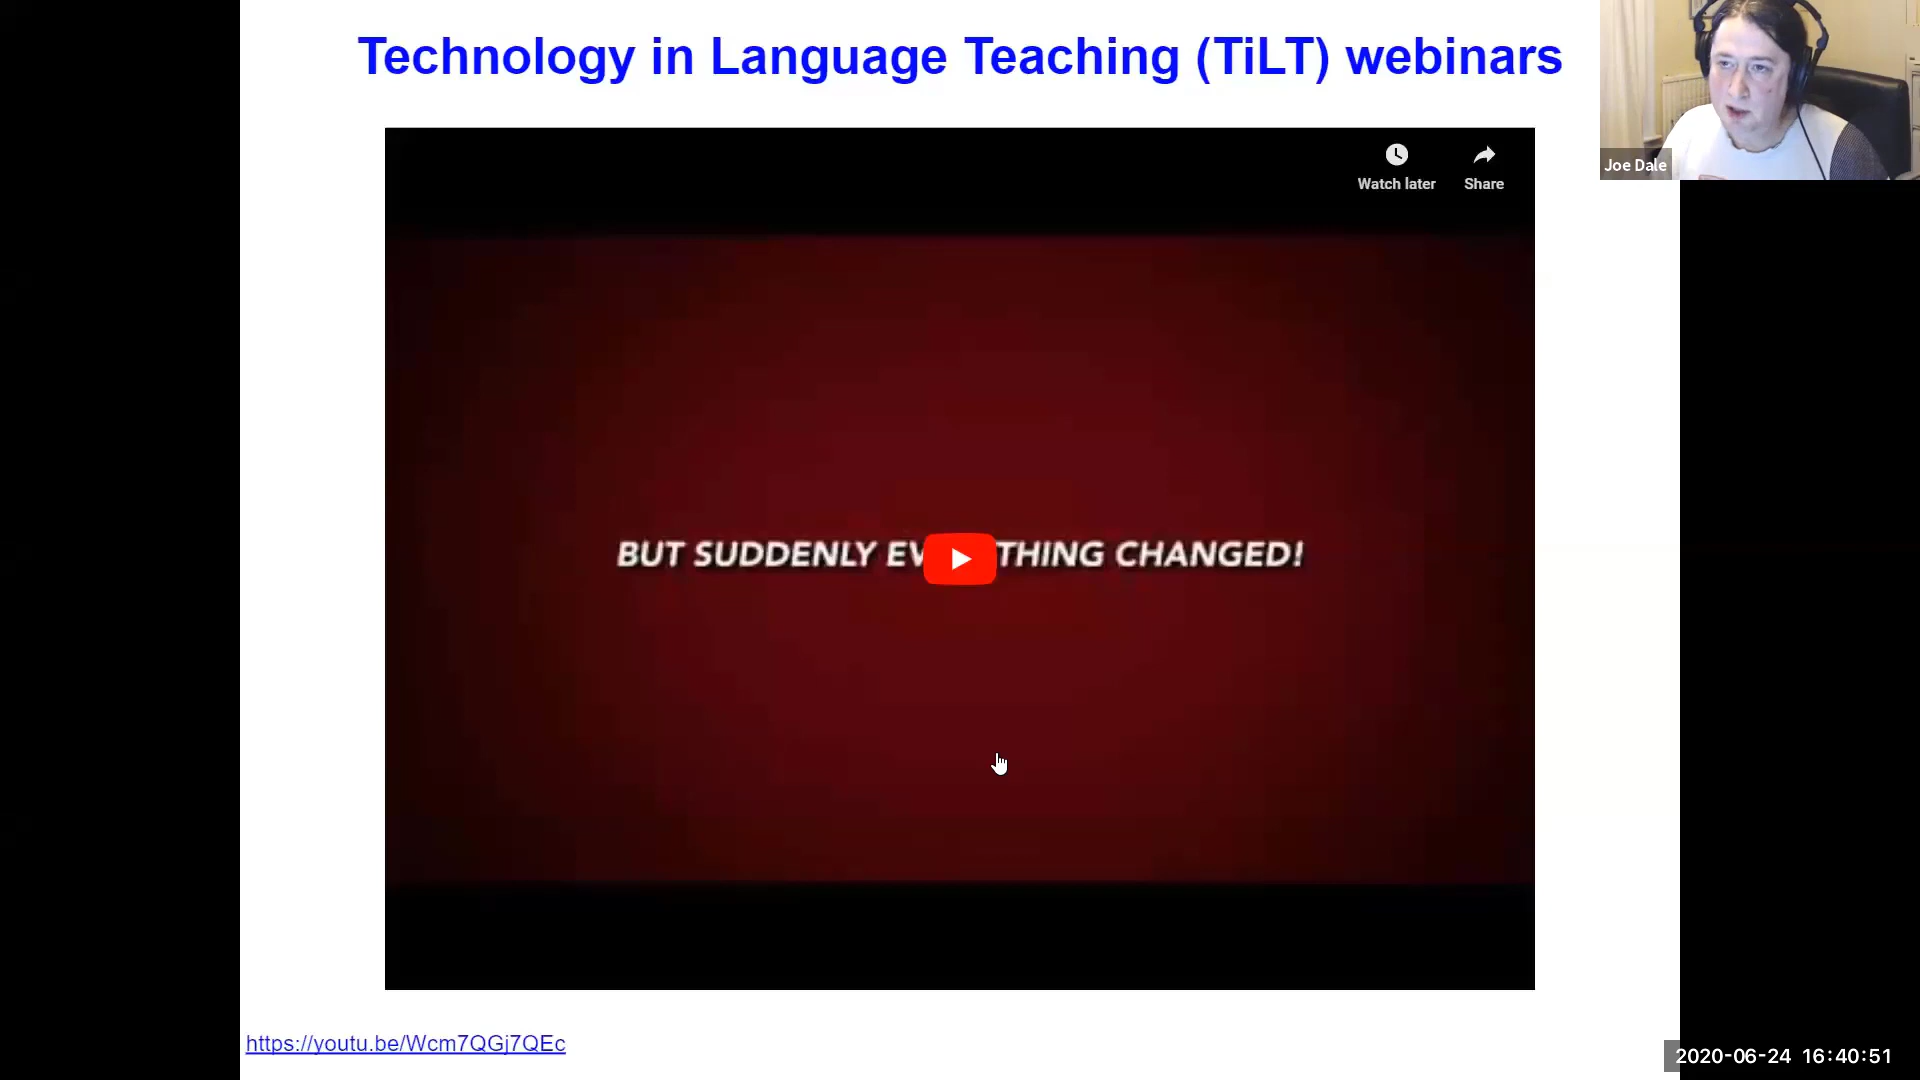 Technology in Language Teaching (TiLT) webinars
Joe Dale
Watch later
Share
BUT SUDDENLY EV THING CHANGED!
https://youtu.be/Wcm7QGj7QEc
2020-06-24 16:40:51